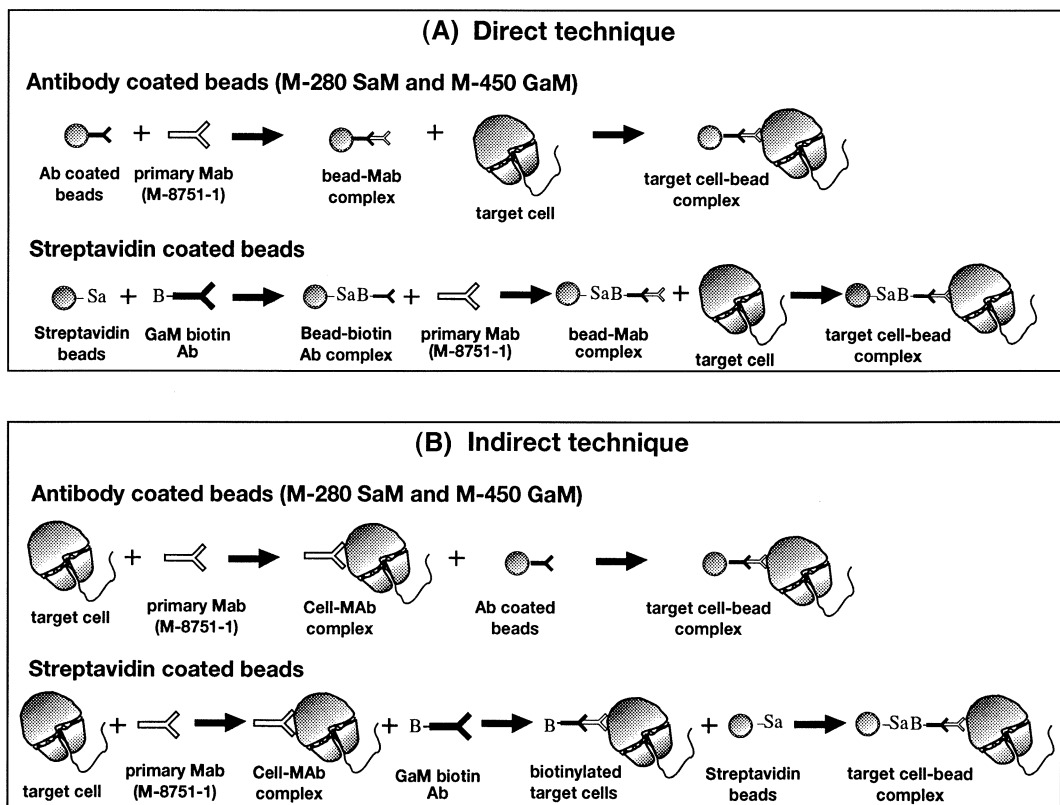 (A) Direct technique
Antibody coated beads (M-280 SaM and M-450 GaM)
+
+
Ab coated
beads
primary Mab
(M-8751-1)
bead-Mab
complex
target cell
target cell-bead
complex
Streptavidin coated beads
Sa + B + SaB + SaB + SaB
Streptavidin
beads
GaM biotin
Ab
Bead-biotin
Ab complex
primary Mab
(M-8751-1)
bead-Mab
complex
target cell
target cell-bead
complex
(B) Indirect technique
Antibody coated beads (M-280 SaM and M-450 GaM)
+
+
target cell
primary Mab
(M-8751-1)
Cell-MAb
complex
Ab coated
beads
target cell-bead
complex
Streptavidin coated beads
+ + B B + Sa SaB
target cell
primary Mab
(M-8751-1)
Cell-MAb
complex
GaM biotin
Ab
biotinylated
target cells
Streptavidin
beads
target cell-bead
complex